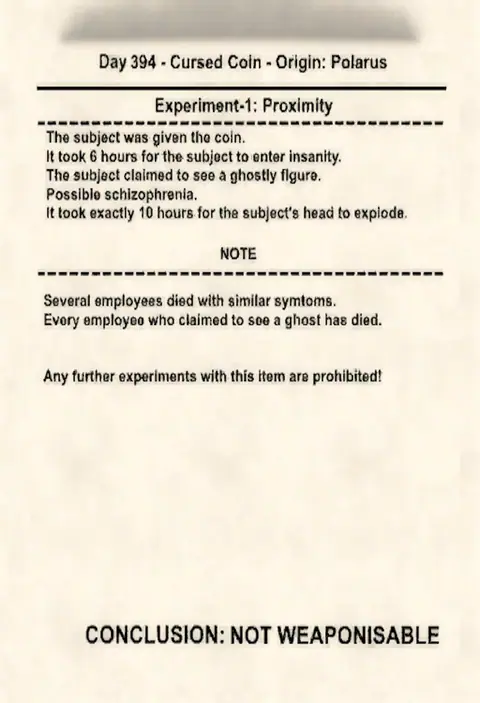 Day 394 - Cursed Coin - Origin: Polarus
Experiment-1: Proximity
The subject was given the coin.
It took 6 hours for the subject to enter insanity.
The subject claimed to see a ghostly figure.
Possible schizophrenia.
It took exactly 10 hours for the subject's head to explode.
NOTE
Several employees died with similar symtoms.
Every employee who claimed to see a ghost has died.
Any further experiments with this item are prohibited!
CONCLUSION: NOT WEAPONISABLE